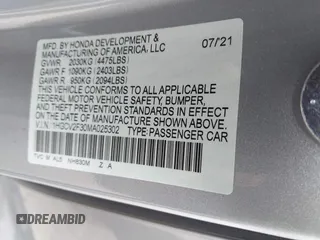 MFD. BY HONDA DEVELOPMENT &
MANUFACTURING OF AMERICA, LLC 07/21
GVWR 2030KG (4475LBS)
GAWR F 1090KG (2403LBS)
GAWR R 950KG (2094LBS)
THIS VEHICLE CONFORMS TO ALL APPLICABLE
FEDERAL MOTOR VEHICLE SAFETY, BUMPER,
AND THEFT PREVENTION STANDARDS IN EFFECT
ON THE DATE OF MANUFACTURE SHOWN ABOVE.
V.I.N. 1HGCV2F30MA025302 TYPE:PASSENGER CAR
NH830M Z A
DREAMBID